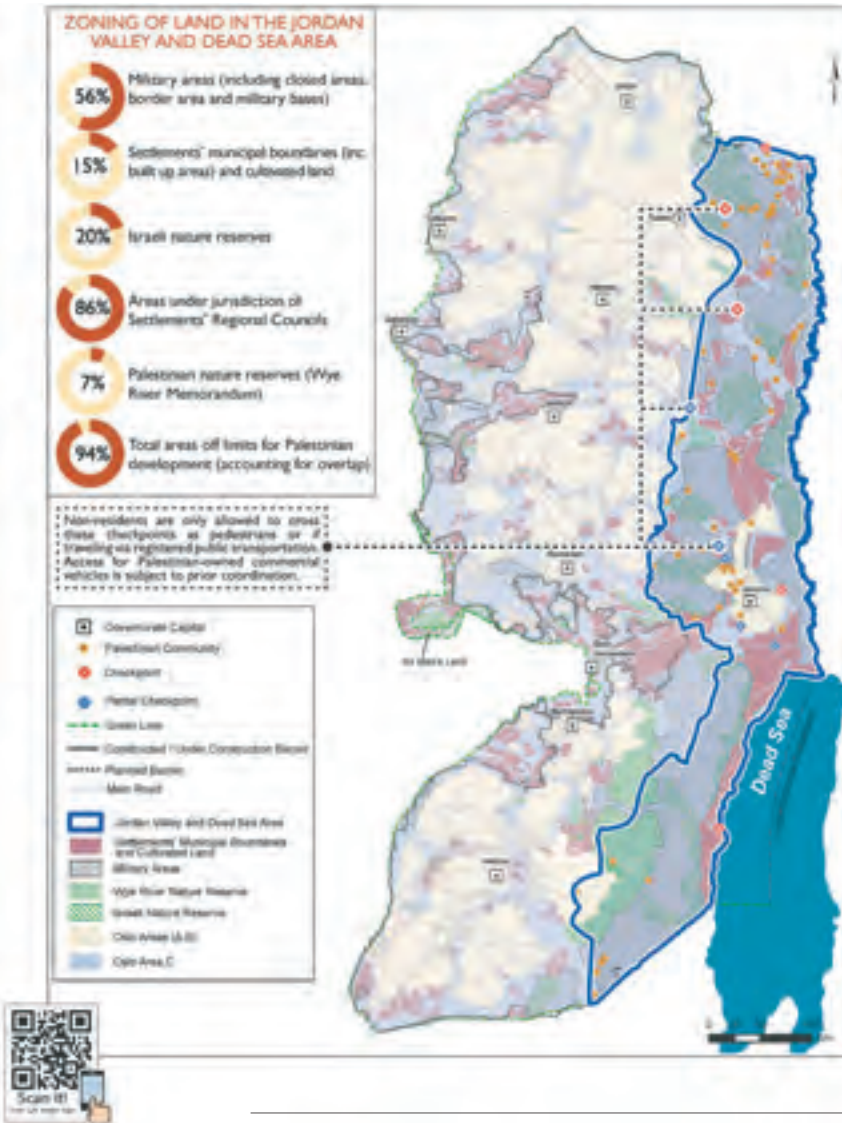 ZONING OF LAND IN THE JORDAN
VALLEY AND DEAD SEA AREA
56%
Military areas (including closed areas,
border area and military bases)
15%
Settlements' municipal boundaries (inc.
built up areas) and cultivated land
20%
Israeli nature reserves
86%
Areas under jurisdiction of
Settlements' Regional Councils
7%
Palestinian nature reserves (Wye
River Memorandum)
94%
Total areas off limits for Palestinian
development (accounting for overlap)
Non-residents are only allowed to cross
these checkpoints as pedestrians or if
traveling via registered public transportation.
Access for Palestinian-owned commercial
vehicles is subject to prior coordination.
Governorate Capital
Palestinian Community
Checkpoint
Partial Checkpoint
Green Line
Constructed / Under Construction Barrier
Planned Barrier
Main Road
Jordan Valley and Dead Sea Area
Settlements' Municipal Boundaries
and Cultivated Land
Military Areas
Wye River Nature Reserve
Israeli Nature Reserve
Oslo Areas (A,B)
Oslo Area C
Dead Sea
Scan it!